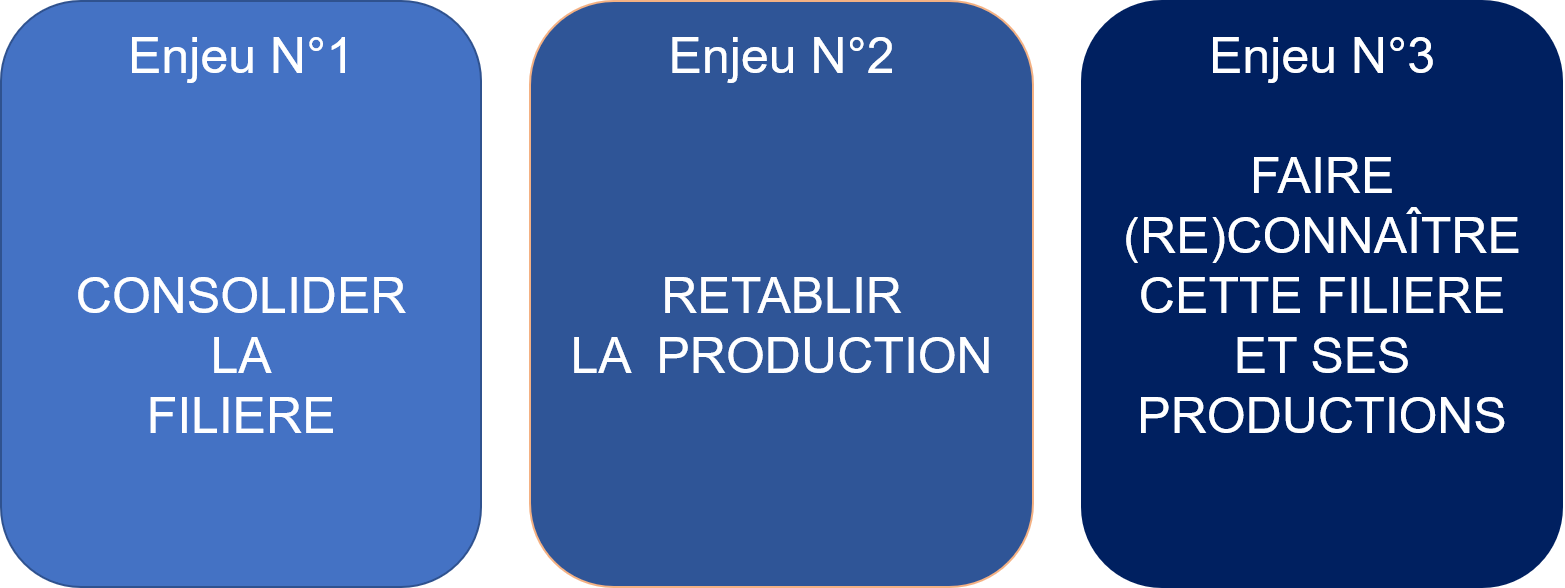 Enjeu N°1
CONSOLIDER
LA
FILIERE
Enjeu N°2
RETABLIR
LA  PRODUCTION
Enjeu N°3
FAIRE
(RE)CONNAÎTRE
CETTE FILIERE
ET SES
PRODUCTIONS